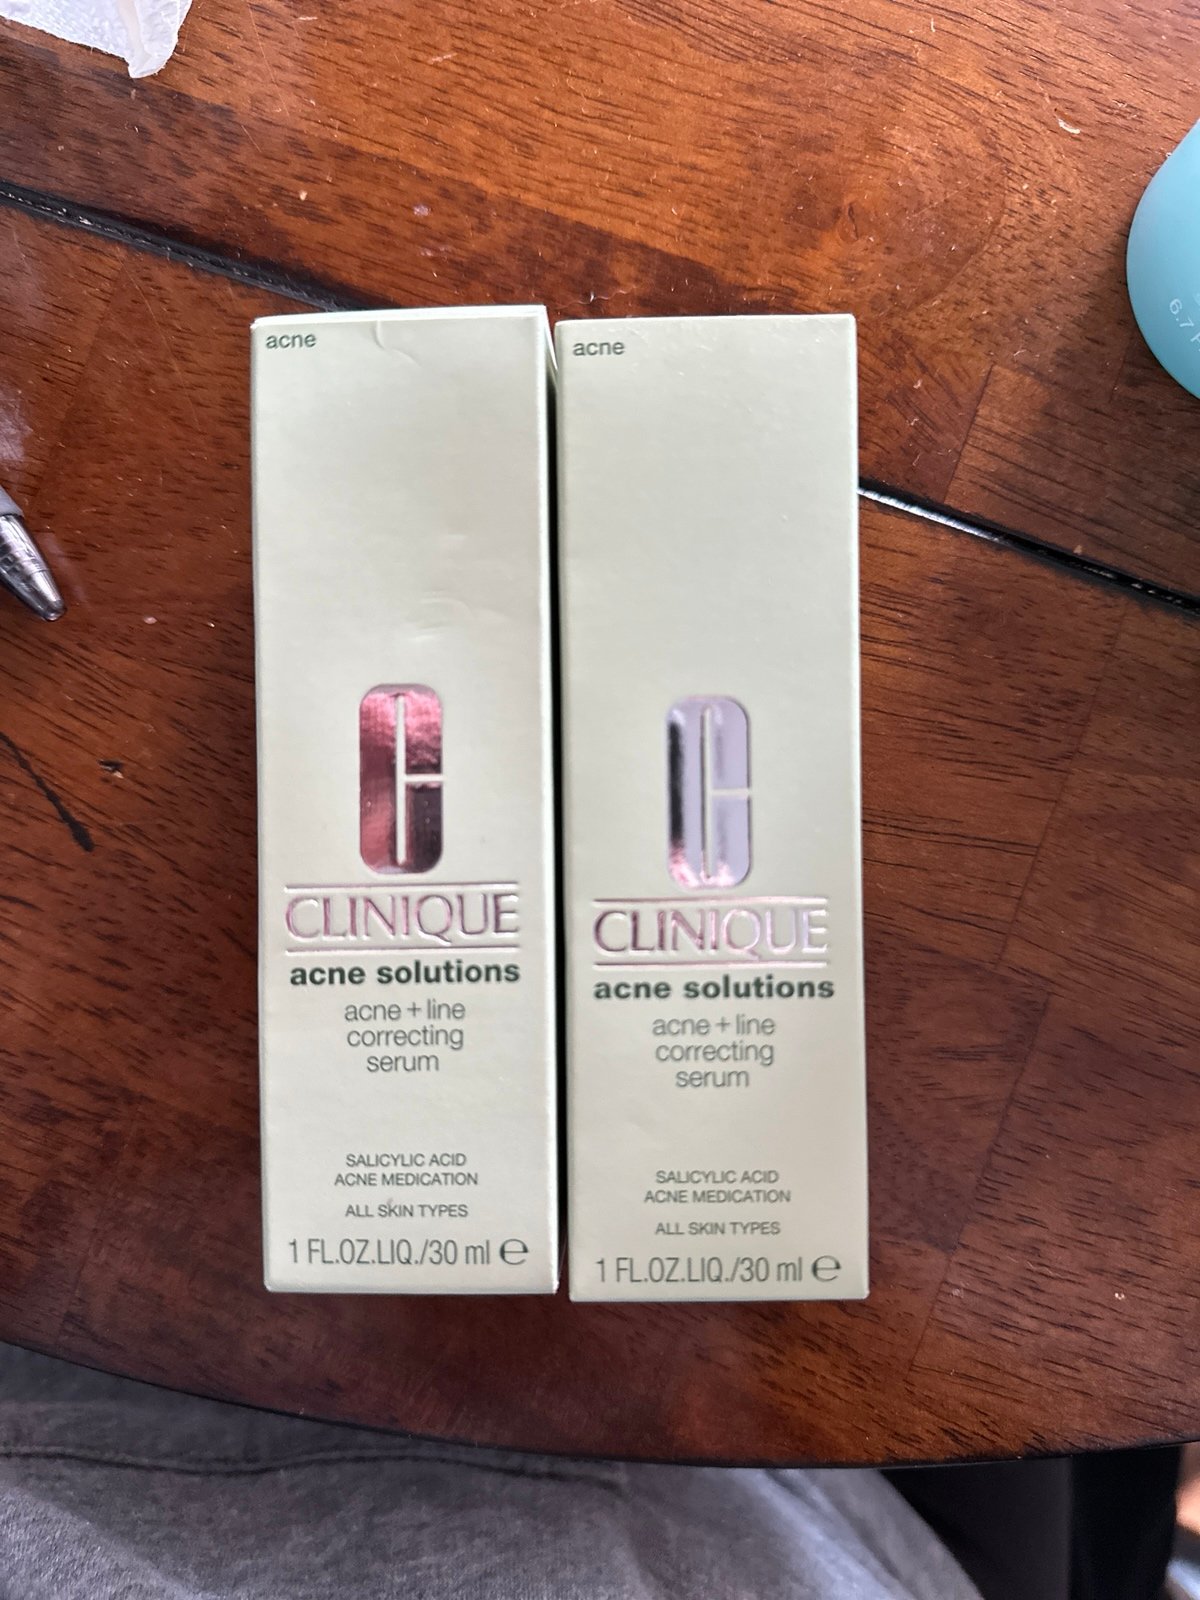 acne
CLINIQUE
acne solutions
acne + line
correcting
serum
SALICYLIC ACID
ACNE MEDICATION
ALL SKIN TYPES
1 FL.OZ.LIQ./30 ml ℮
acne
CLINIQUE
acne solutions
acne + line
correcting
serum
SALICYLIC ACID
ACNE MEDICATION
ALL SKIN TYPES
1 FL.OZ.LIQ./30 ml ℮
6.7